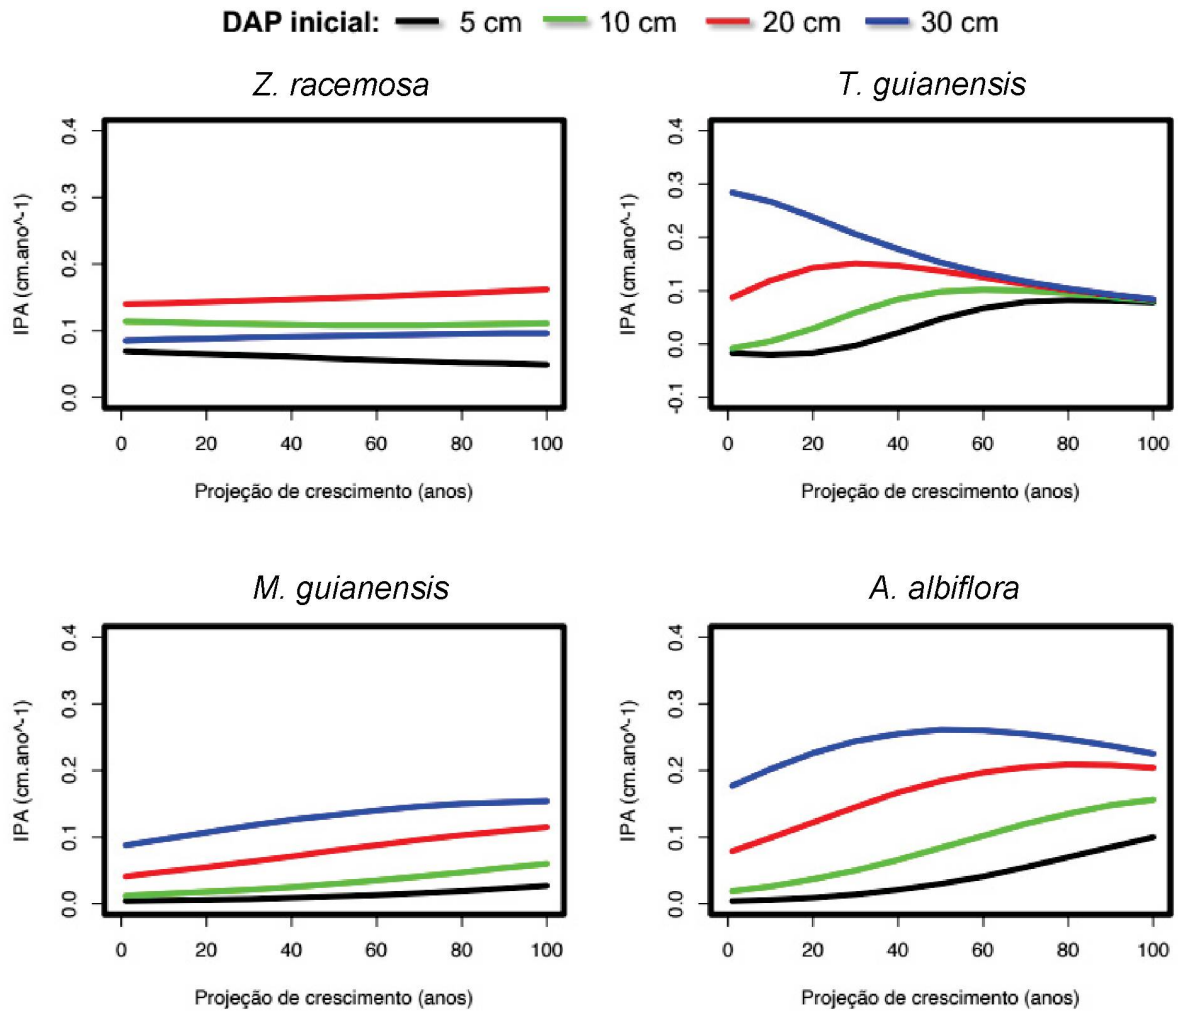 DAP inicial: 5 cm 10 cm 20 cm 30 cm
Z. racemosa
IPA (cm.ano^-1)
0.4
0.3
0.2
0.1
0.0
0 20 40 60 80 100
Projeção de crescimento (anos)
T. guianensis
IPA (cm.ano^-1)
0.4
0.3
0.2
0.1
0.0
-0.1
0 20 40 60 80 100
Projeção de crescimento (anos)
M. guianensis
IPA (cm.ano^-1)
0.4
0.3
0.2
0.1
0.0
0 20 40 60 80 100
Projeção de crescimento (anos)
A. albiflora
IPA (cm.ano^-1)
0.4
0.3
0.2
0.1
0.0
0 20 40 60 80 100
Projeção de crescimento (anos)